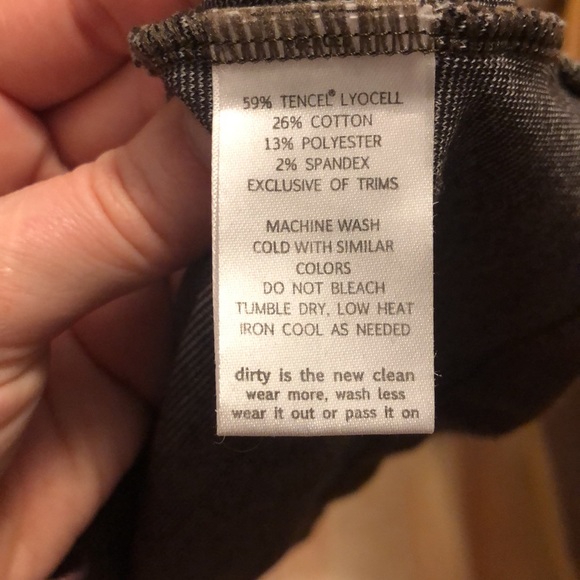 59% TENCEL® LYOCELL
26% COTTON
13% POLYESTER
2% SPANDEX
EXCLUSIVE OF TRIMS
MACHINE WASH
COLD WITH SIMILAR
COLORS
DO NOT BLEACH
TUMBLE DRY, LOW HEAT
IRON COOL AS NEEDED
dirty is the new clean
wear more, wash less
wear it out or pass it on